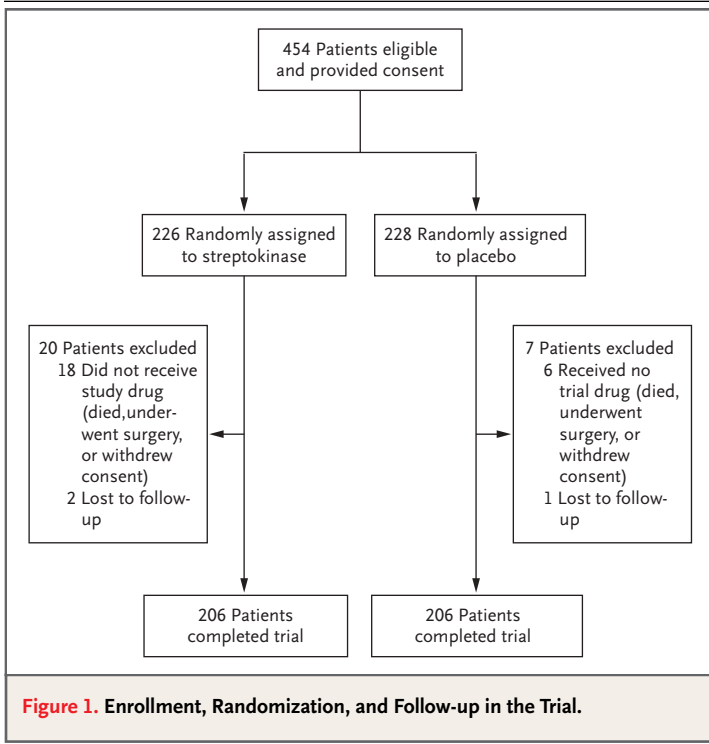 454 Patients eligible
and provided consent
226 Randomly assigned
to streptokinase
228 Randomly assigned
to placebo
20 Patients excluded
18 Did not receive
study drug
(died,under-
went surgery,
or withdrew
consent)
2 Lost to follow-
up
7 Patients excluded
6 Received no
trial drug (died,
underwent
surgery, or
withdrew
consent)
1 Lost to follow-
up
206 Patients
completed trial
206 Patients
completed trial
Figure 1. Enrollment, Randomization, and Follow-up in the Trial.